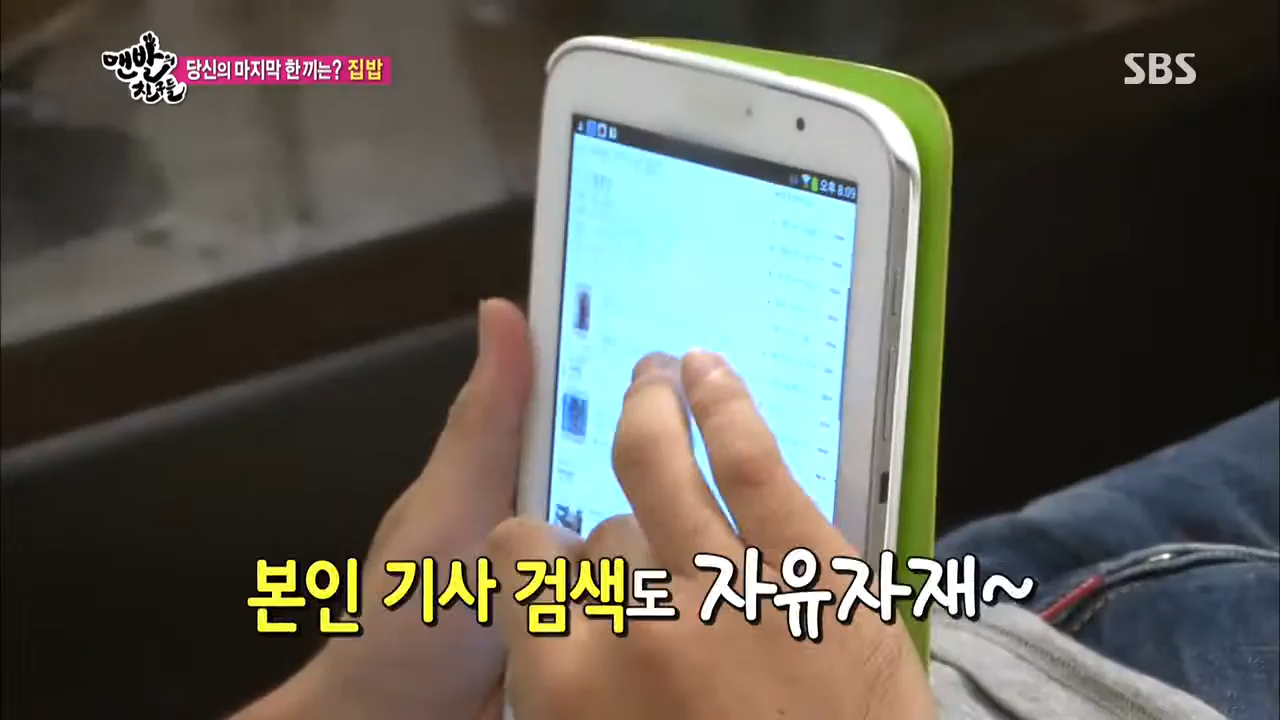 맨발의 친구들
당신의 마지막 한 끼는? 집밥
SBS
오후 8:09
본인 기사 검색도 자유자재~